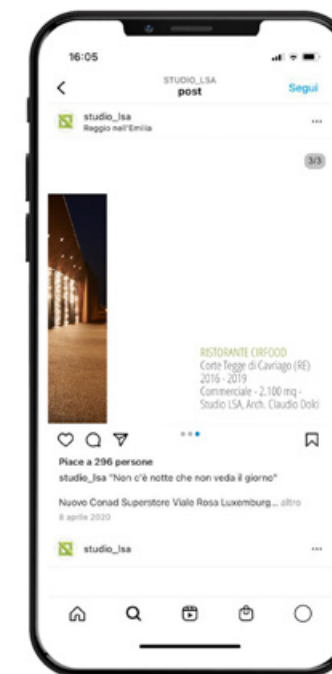 16:05
STUDIO_LSA
post
Segui
studio_lsa
Reggio nell'Emilia
3/3
RISTORANTE CIRFOOD
Corte Tegge di Cavriago (RE)
2016 - 2019
Commerciale - 2.100 mq -
Studio LSA, Arch. Claudio Dolci
Piace a 296 persone
studio_lsa "Non c'è notte che non veda il giorno"
Nuovo Conad Superstore Viale Rosa Luxemburg... altro
8 aprile 2020
studio_lsa